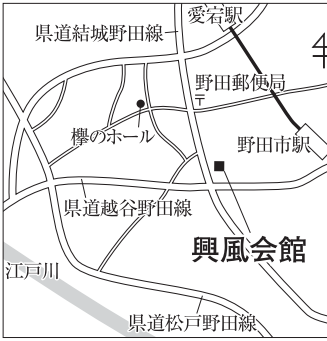 愛宕駅
県道結城野田線
野田郵便局
〒
欅のホール
野田市駅
県道越谷野田線
興風会館
江戸川
県道松戸野田線